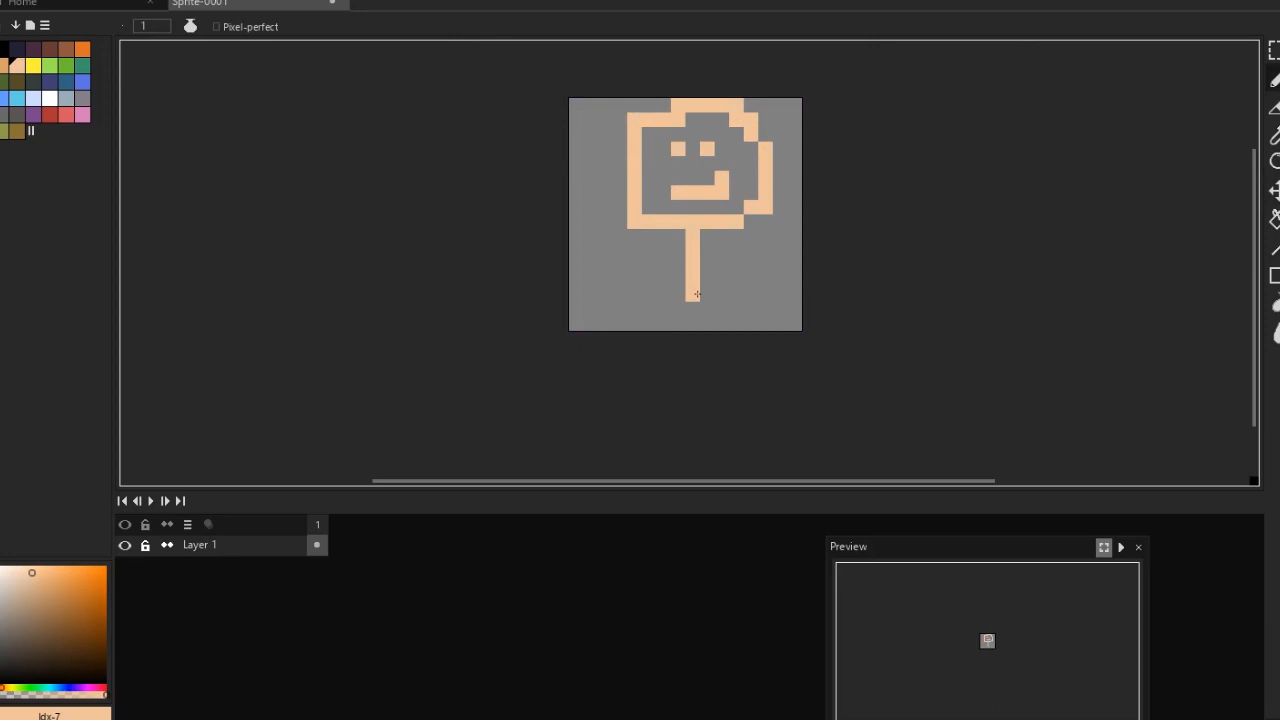 Home
Sprite-0001
1
Pixel-perfect
1
Layer 1
Preview
Idx-7